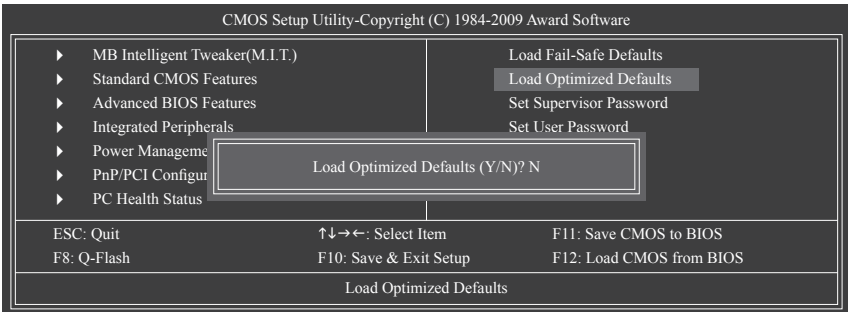 CMOS Setup Utility-Copyright (C) 1984-2009 Award Software
MB Intelligent Tweaker(M.I.T.)
Standard CMOS Features
Advanced BIOS Features
Integrated Peripherals
Power Manageme
PnP/PCI Configur
PC Health Status
Load Fail-Safe Defaults
Load Optimized Defaults
Set Supervisor Password
Set User Password
Load Optimized Defaults (Y/N)? N
ESC: Quit ↑↓→←: Select Item F11: Save CMOS to BIOS
F8: Q-Flash F10: Save & Exit Setup F12: Load CMOS from BIOS
Load Optimized Defaults